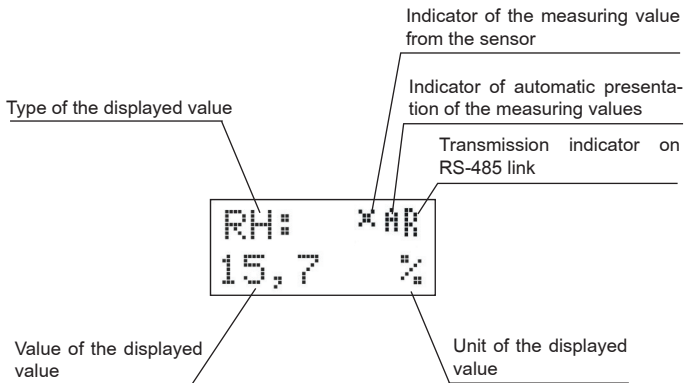 Indicator of the measuring value
from the sensor
Indicator of automatic presenta-
tion of the measuring values
Type of the displayed value
Transmission indicator on
RS-485 link
RH: ×AR
15,7 %
Value of the displayed
value
Unit of the displayed
value